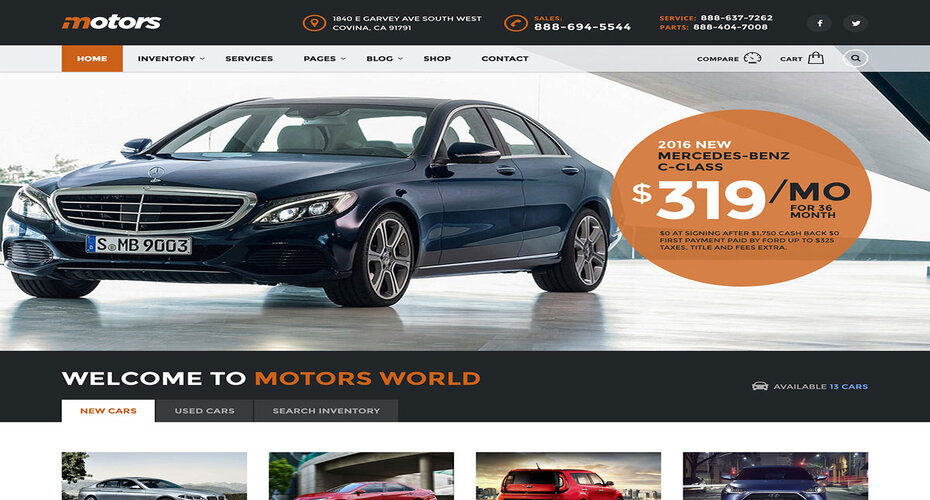 motors
1840 E GARVEY AVE SOUTH WEST
COVINA, CA 91791
SALES:
888-694-5544
SERVICE: 888-637-7262
PARTS: 888-404-7008
HOME INVENTORY SERVICES PAGES BLOG SHOP CONTACT COMPARE CART
2016 NEW
MERCEDES-BENZ
C-CLASS
$319/MO
FOR 36
MONTH
$0 AT SIGNING AFTER $1,750 CASH BACK $0
FIRST PAYMENT PAID BY FORD UP TO $325
TAXES, TITLE AND FEES EXTRA.
S MB 9003
WELCOME TO MOTORS WORLD
AVAILABLE 13 CARS
NEW CARS USED CARS SEARCH INVENTORY